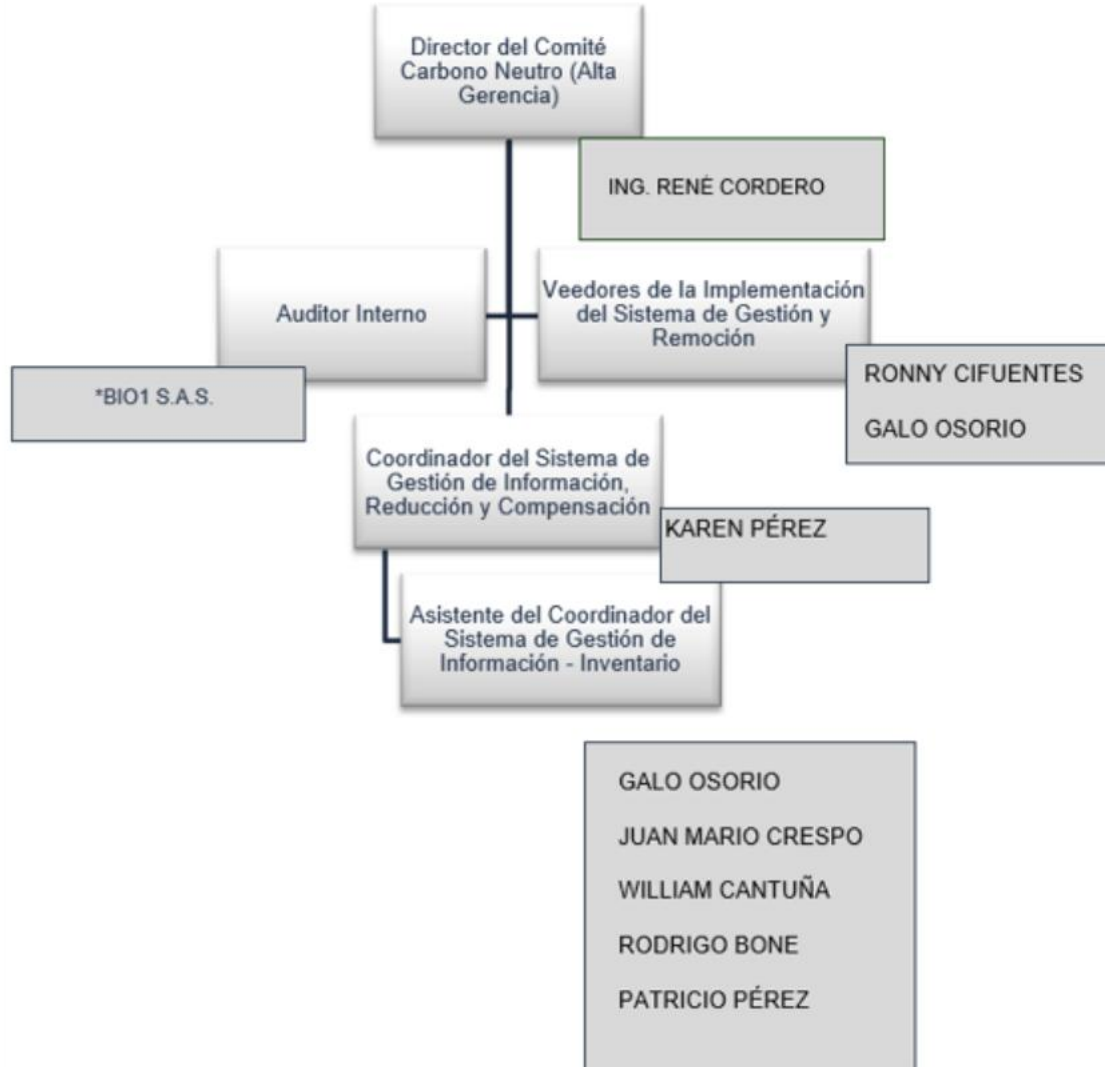 Director del Comité
Carbono Neutro (Alta
Gerencia)
ING. RENÉ CORDERO
Auditor Interno
Veedores de la Implementación
del Sistema de Gestión y
Remoción
*BIO1 S.A.S.
RONNY CIFUENTES
GALO OSORIO
Coordinador del Sistema de
Gestión de Información,
Reducción y Compensación
KAREN PÉREZ
Asistente del Coordinador del
Sistema de Gestión de
Información - Inventario
GALO OSORIO
JUAN MARIO CRESPO
WILLIAM CANTUÑA
RODRIGO BONE
PATRICIO PÉREZ